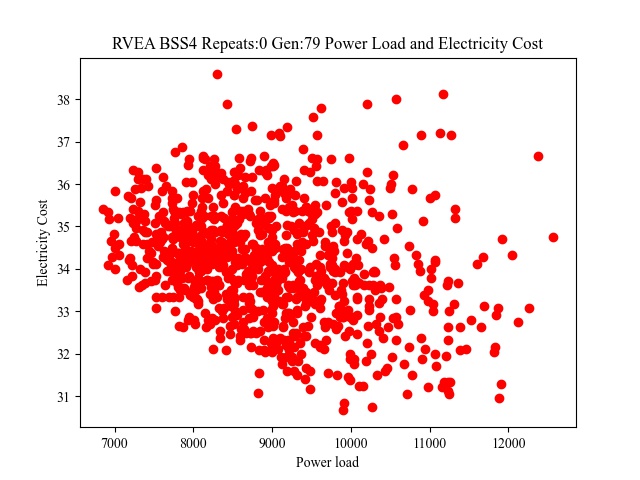 RVEA BSS4 Repeats:0 Gen:79 Power Load and Electricity Cost
38
37
36
35
34
33
32
31
Electricity Cost
7000 8000 9000 10000 11000 12000
Power load